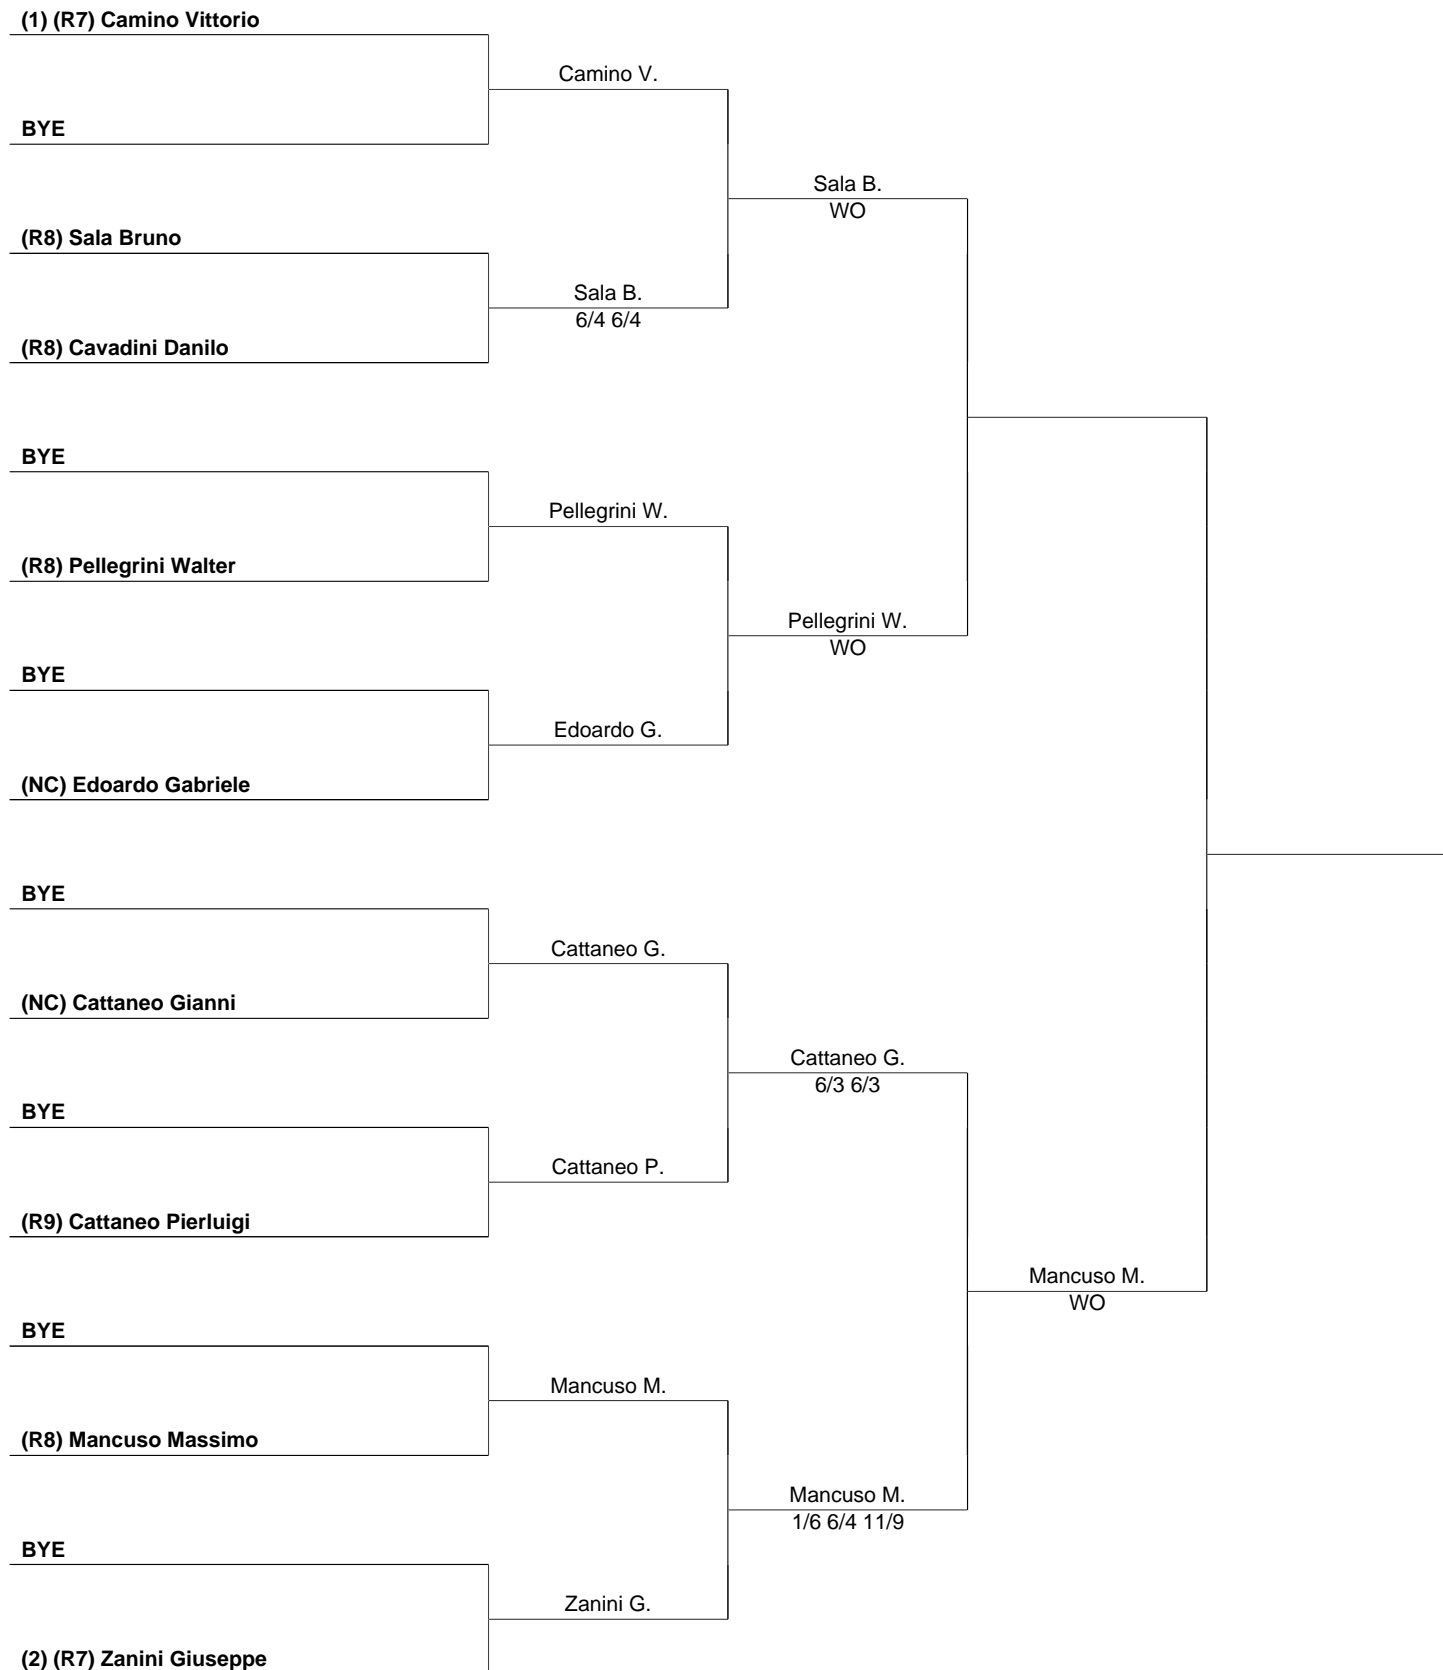 (1) (R7) Camino Vittorio
Camino V.
BYE
Sala B.
WO
(R8) Sala Bruno
Sala B.
6/4 6/4
(R8) Cavadini Danilo
BYE
Pellegrini W.
(R8) Pellegrini Walter
Pellegrini W.
WO
BYE
Edoardo G.
(NC) Edoardo Gabriele
BYE
Cattaneo G.
(NC) Cattaneo Gianni
Cattaneo G.
6/3 6/3
BYE
Cattaneo P.
(R9) Cattaneo Pierluigi
Mancuso M.
WO
BYE
Mancuso M.
(R8) Mancuso Massimo
Mancuso M.
1/6 6/4 11/9
BYE
Zanini G.
(2) (R7) Zanini Giuseppe